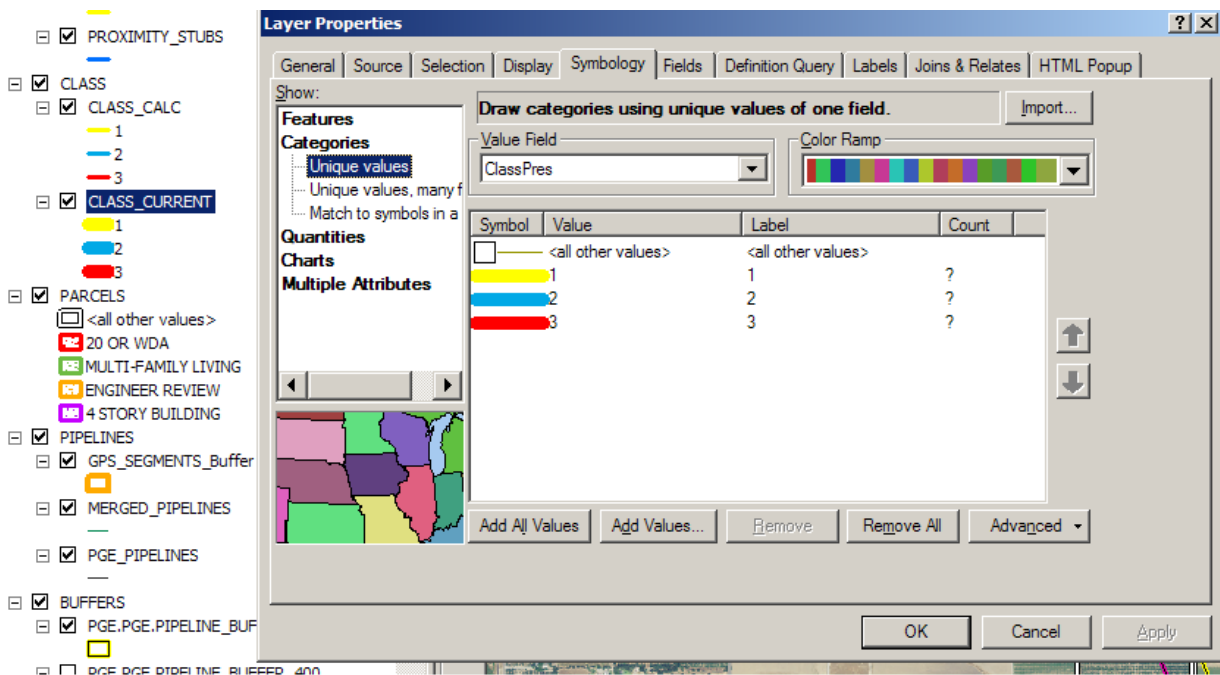 PROXIMITY_STUBS
CLASS
CLASS_CALC
1
2
3
CLASS_CURRENT
1
2
3
PARCELS
<all other values>
20 OR WDA
MULTI-FAMILY LIVING
ENGINEER REVIEW
4 STORY BUILDING
PIPELINES
GPS_SEGMENTS_Buffer
MERGED_PIPELINES
PGE_PIPELINES
BUFFERS
PGE.PGE.PIPELINE_BUF
PGE.PGE.PIPELINE_BUFFER_400
Layer Properties
General Source Selection Display Symbology Fields Definition Query Labels Joins & Relates HTML Popup
Show:
Features
Categories
Unique values
Unique values, many f
Match to symbols in a
Quantities
Charts
Multiple Attributes
Draw categories using unique values of one field.
Import...
Value Field
ClassPres
Color Ramp
Symbol Value Label Count
<all other values> <all other values>
1 1 ?
2 2 ?
3 3 ?
Add All Values Add Values... Remove Remove All Advanced
OK Cancel Apply